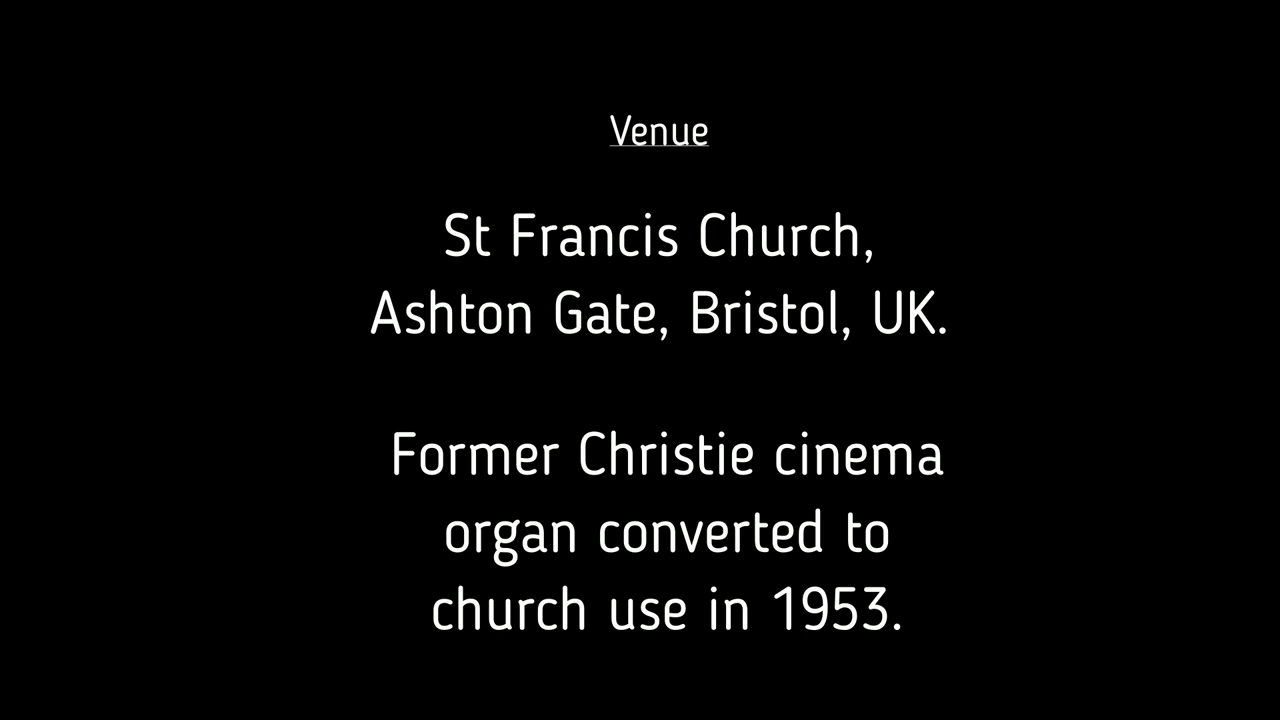 Venue
St Francis Church,
Ashton Gate, Bristol, UK.
Former Christie cinema
organ converted to
church use in 1953.